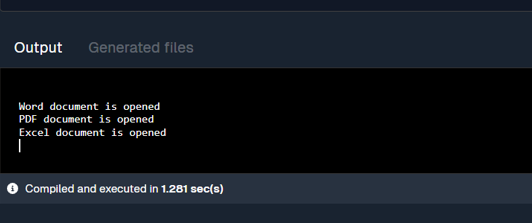 Output Generated files
Word document is opened
PDF document is opened
Excel document is opened
Compiled and executed in 1.281 sec(s)